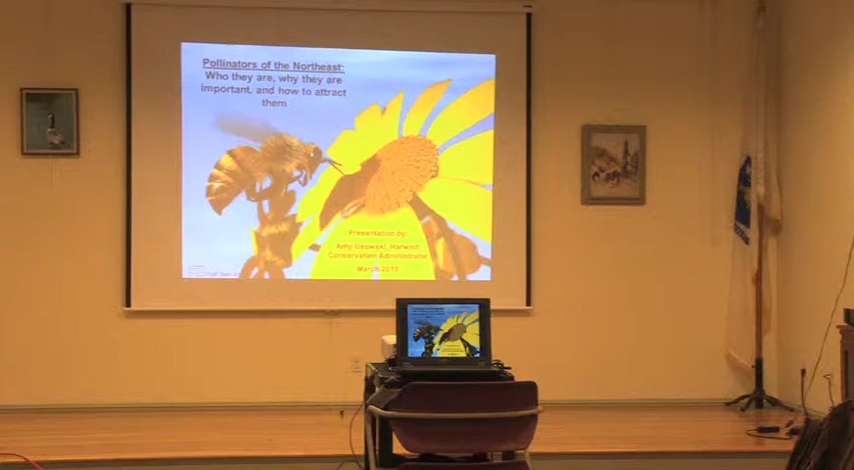 Pollinators of the Northeast:
Who they are, why they are
important, and how to attract
them
Presentation by:
Amy Usowski, Harwich
Conservation Administrator
March 2015